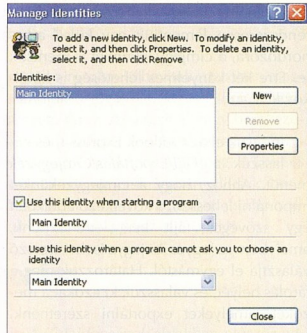 Manage Identities
To add a new identity, click New. To modify an identity,
select it, and then click Properties. To delete an identity,
select it, and then click Remove
Identities:
Main Identity
New
Remove
Properties
Use this identity when starting a program
Main Identity
Use this identity when a program cannot ask you to choose an
identity
Main Identity
Close